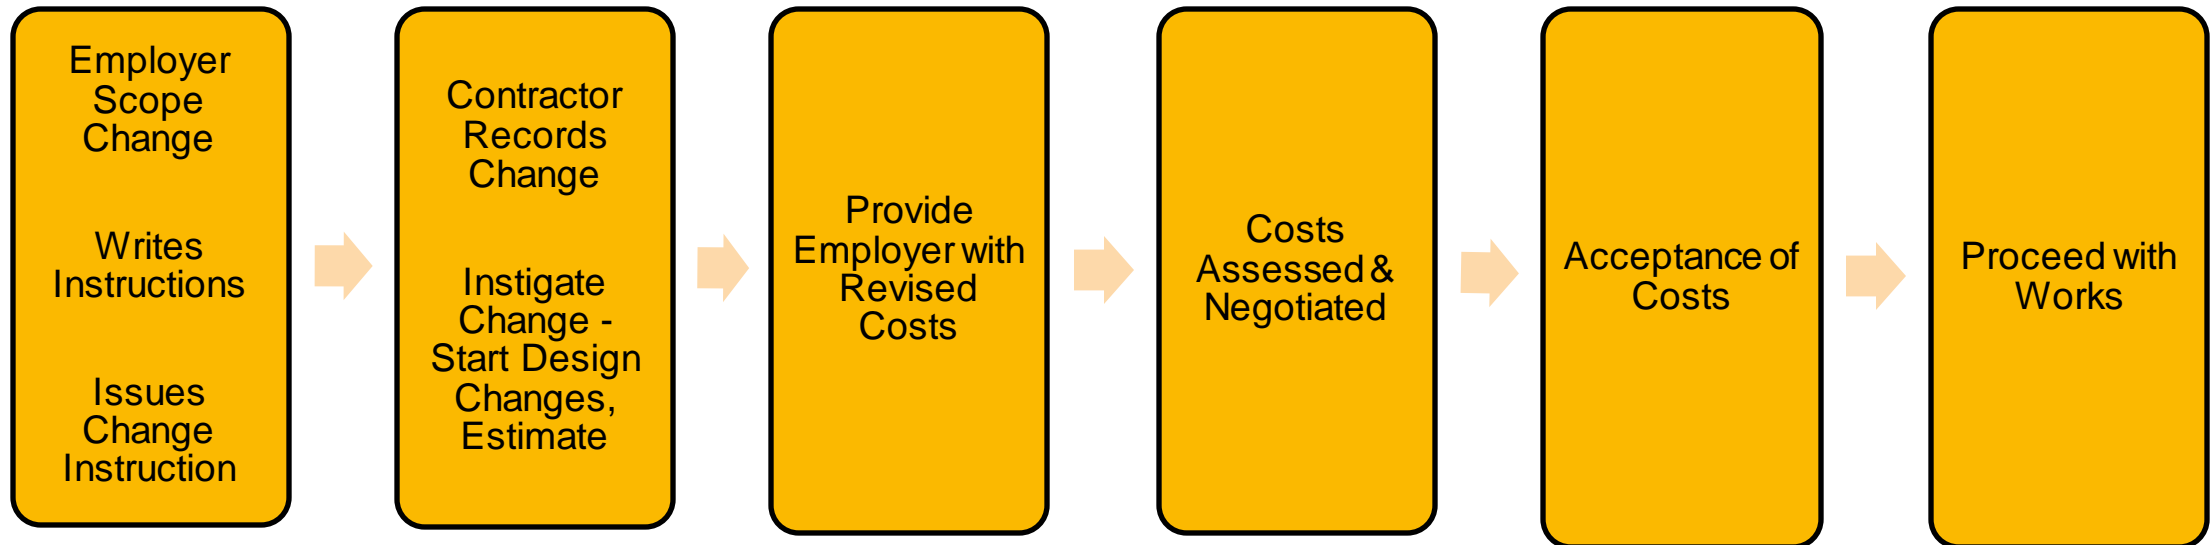 Employer
Scope
Change
Writes
Instructions
Issues
Change
Instruction
Contractor
Records
Change
Instigate
Change -
Start Design
Changes,
Estimate
Provide
Employer with
Revised
Costs
Costs
Assessed &
Negotiated
Acceptance of
Costs
Proceed with
Works